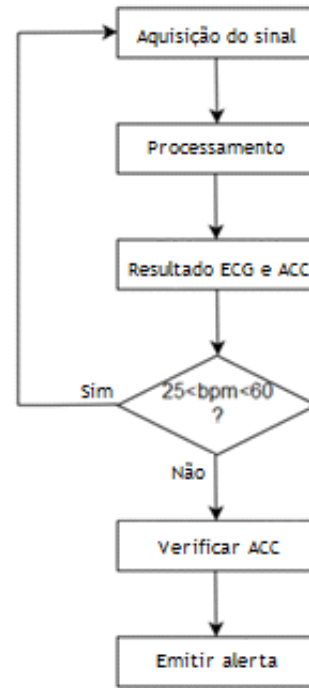 Aquisição do sinal
Processamento
Resultado ECG e ACC
Sim
25<bpm<60
?
Não
Verificar ACC
Emitir alerta